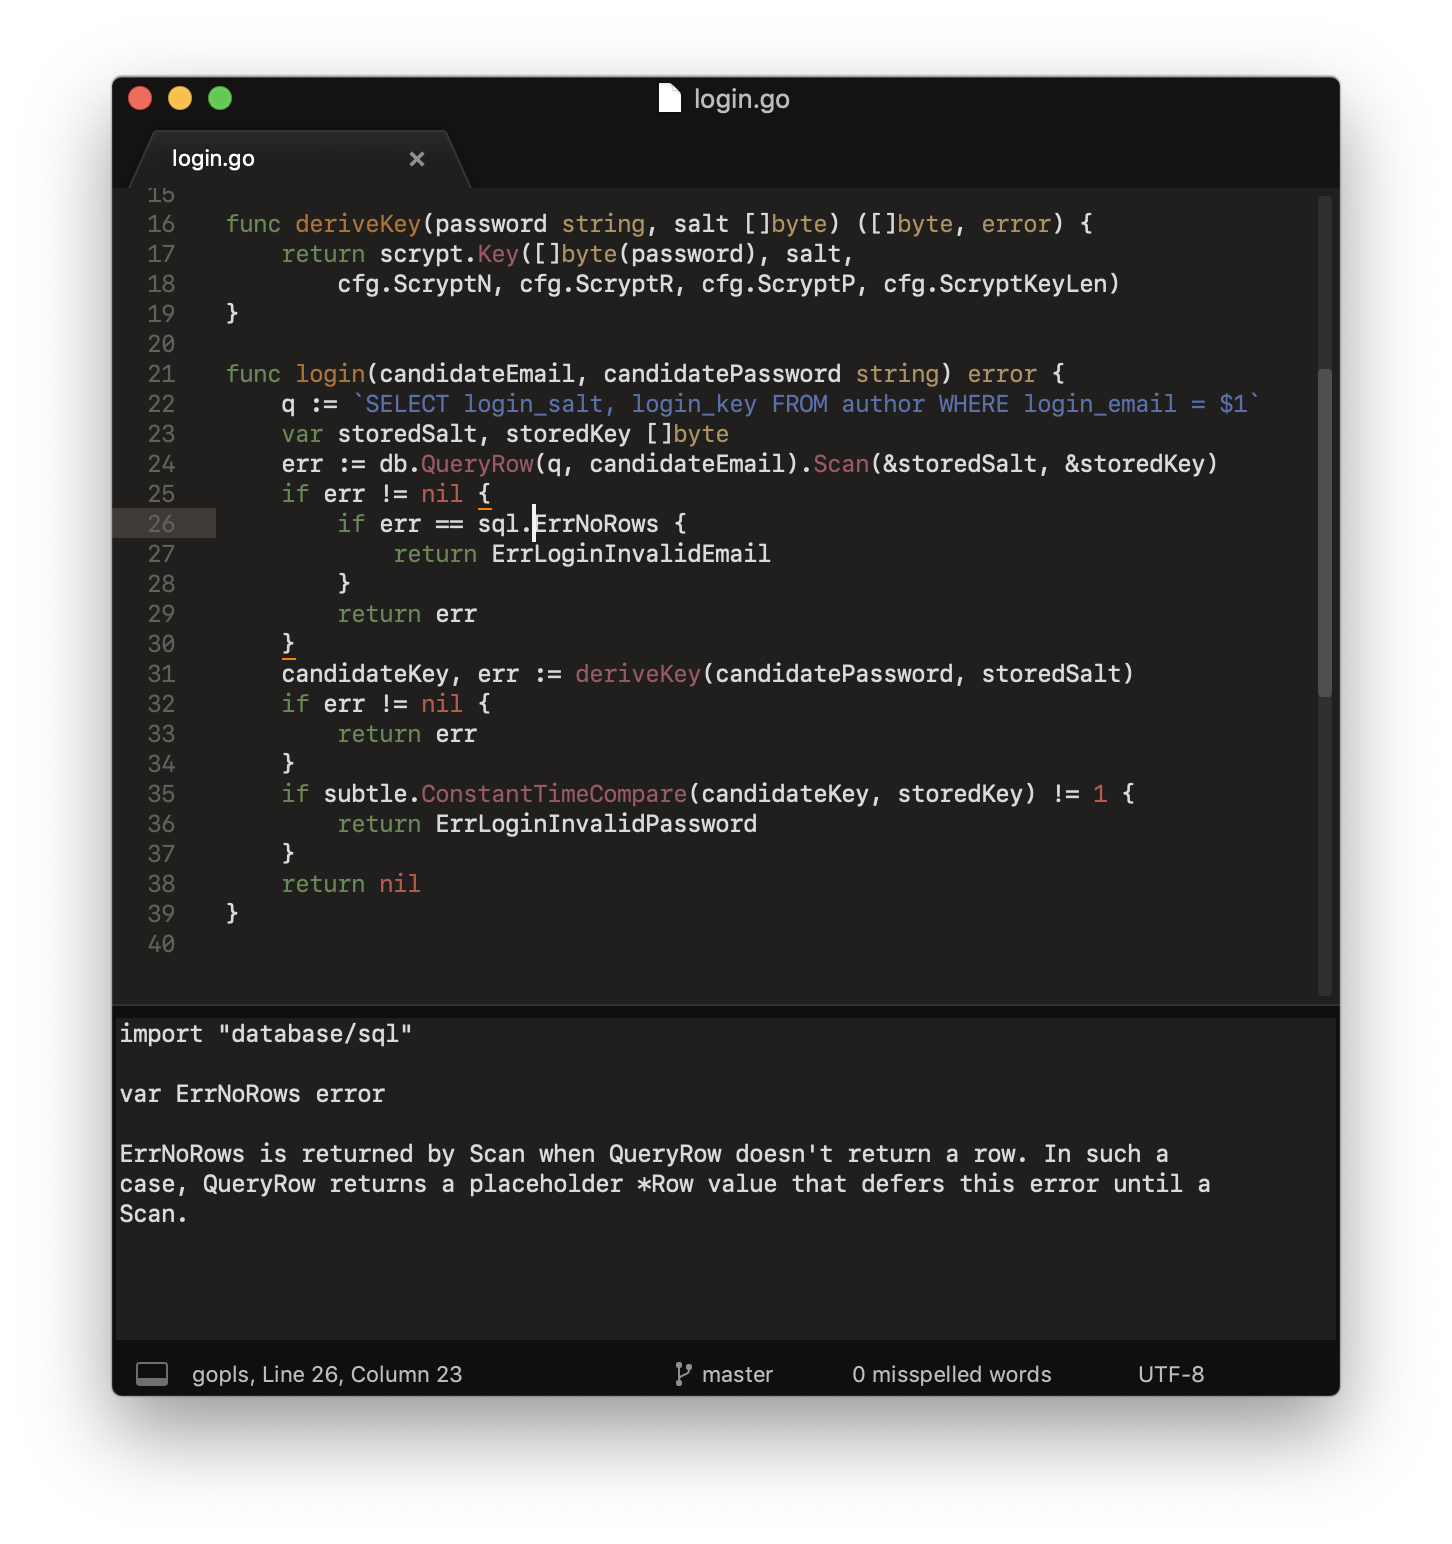 login.go
login.go ×
15
16 func deriveKey(password string, salt []byte) ([]byte, error) {
17     return scrypt.Key([]byte(password), salt,
18         cfg.ScryptN, cfg.ScryptR, cfg.ScryptP, cfg.ScryptKeyLen)
19 }
20
21 func login(candidateEmail, candidatePassword string) error {
22     q := `SELECT login_salt, login_key FROM author WHERE login_email = $1`
23     var storedSalt, storedKey []byte
24     err := db.QueryRow(q, candidateEmail).Scan(&storedSalt, &storedKey)
25     if err != nil {
26         if err == sql.ErrNoRows {
27             return ErrLoginInvalidEmail
28         }
29         return err
30     }
31     candidateKey, err := deriveKey(candidatePassword, storedSalt)
32     if err != nil {
33         return err
34     }
35     if subtle.ConstantTimeCompare(candidateKey, storedKey) != 1 {
36         return ErrLoginInvalidPassword
37     }
38     return nil
39 }
40
import "database/sql"
var ErrNoRows error
ErrNoRows is returned by Scan when QueryRow doesn't return a row. In such a
case, QueryRow returns a placeholder *Row value that defers this error until a
Scan.
gopls, Line 26, Column 23 master 0 misspelled words UTF-8